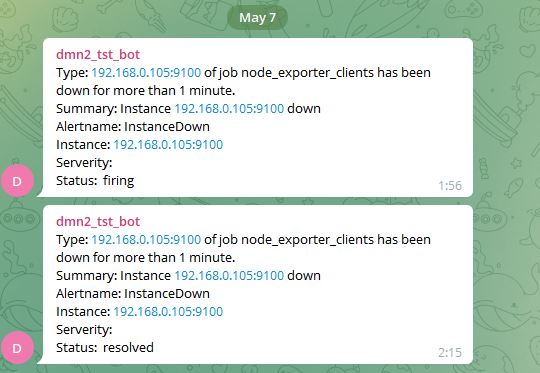 May 7
dmn2_tst_bot
Type: 192.168.0.105:9100 of job node_exporter_clients has been
down for more than 1 minute.
Summary: Instance 192.168.0.105:9100 down
Alertname: InstanceDown
Instance: 192.168.0.105:9100
Serverity:
Status: firing
D
1:56
dmn2_tst_bot
Type: 192.168.0.105:9100 of job node_exporter_clients has been
down for more than 1 minute.
Summary: Instance 192.168.0.105:9100 down
Alertname: InstanceDown
Instance: 192.168.0.105:9100
Serverity:
Status: resolved
D
2:15